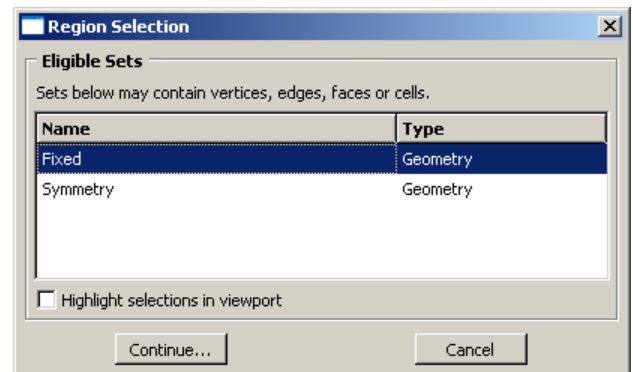 Region Selection
Eligible Sets
Sets below may contain vertices, edges, faces or cells.
Name Type
Fixed Geometry
Symmetry Geometry
Highlight selections in viewport
Continue... Cancel